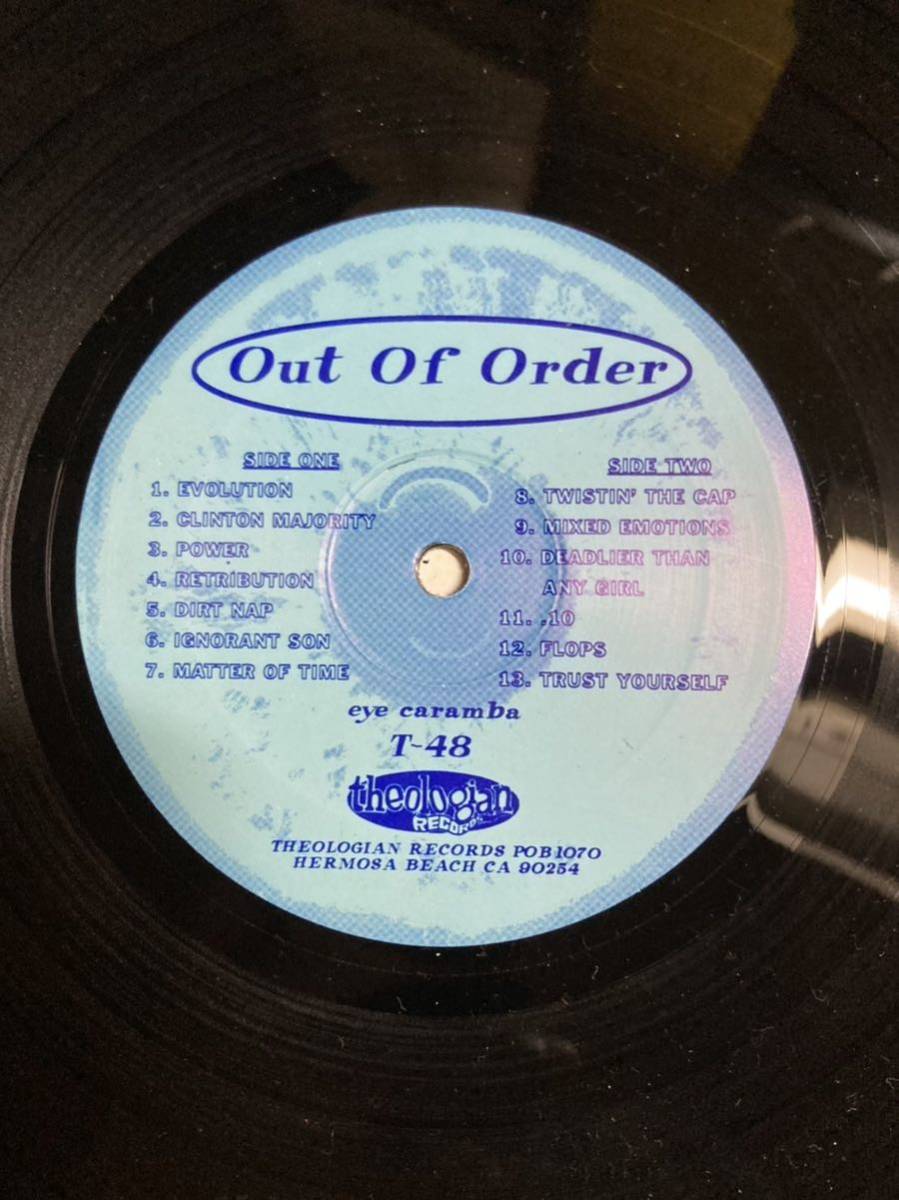 Out Of Order
SIDE ONE
1. EVOLUTION
2. CLINTON MAJORITY
3. POWER
4. RETRIBUTION
5. DIRT NAP
6. IGNORANT SON
7. MATTER OF TIME
SIDE TWO
8. TWISTIN' THE CAP
9. MIXED EMOTIONS
10. DEADLIER THAN
ANY GIRL
11. .10
12. FLOPS
13. TRUST YOURSELF
eye caramba
T-48
theologian
RECORDS
THEOLOGIAN RECORDS POB1070
HERMOSA BEACH CA 90254